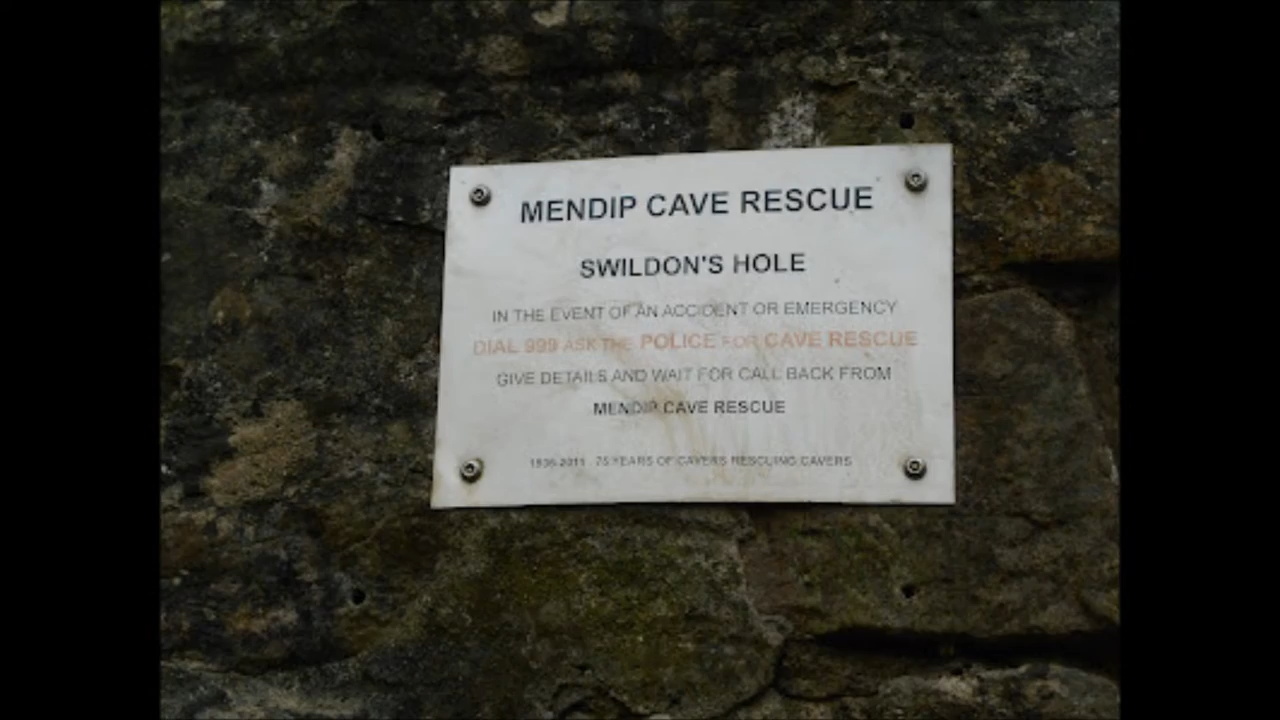 MENDIP CAVE RESCUE
SWILDON'S HOLE
IN THE EVENT OF AN ACCIDENT OR EMERGENCY
DIAL 999 ASK THE POLICE FOR CAVE RESCUE
GIVE DETAILS AND WAIT FOR CALL BACK FROM
MENDIP CAVE RESCUE
1936-2011 75 YEARS OF CAVERS RESCUING CAVERS